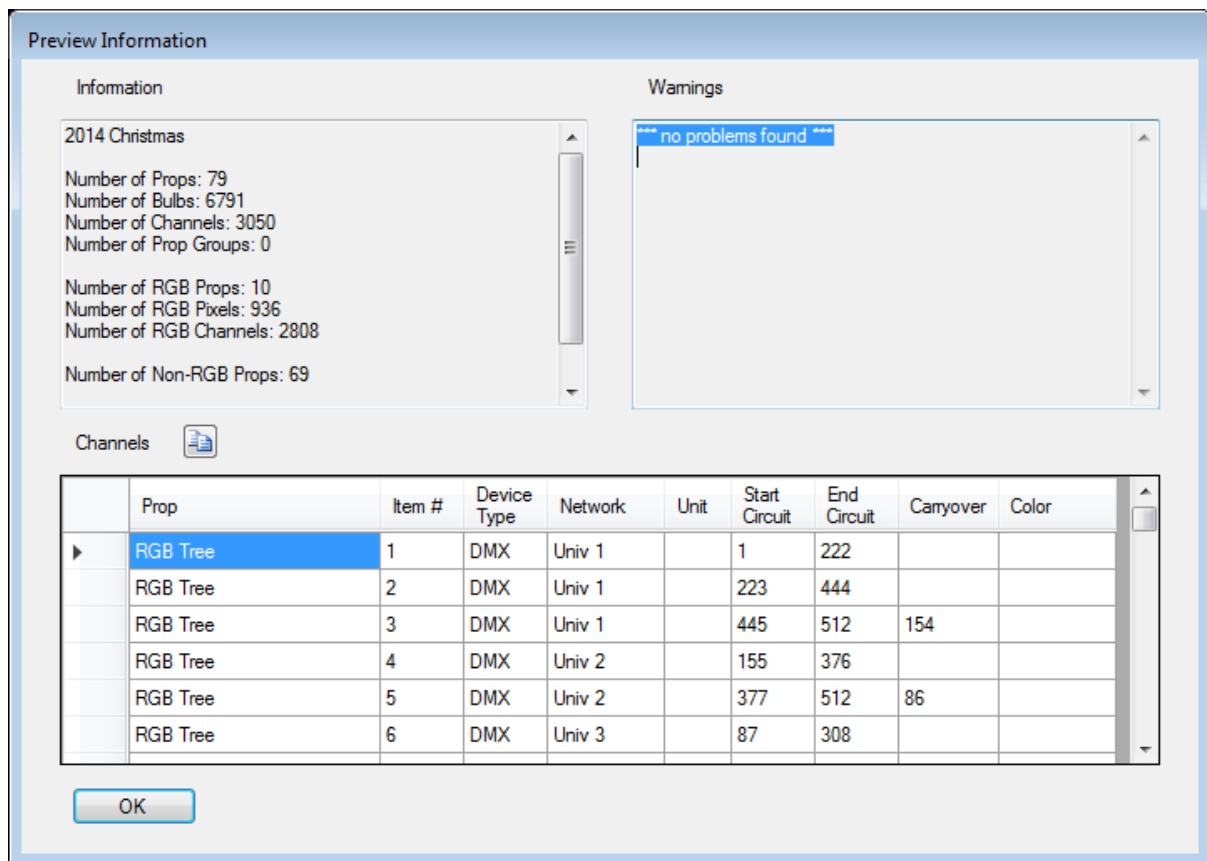 Preview Information
Information
Warnings
2014 Christmas
Number of Props: 79
Number of Bulbs: 6791
Number of Channels: 3050
Number of Prop Groups: 0
Number of RGB Props: 10
Number of RGB Pixels: 936
Number of RGB Channels: 2808
Number of Non-RGB Props: 69
*** no problems found ***
Channels
Prop Item # Device Type Network Unit Start Circuit End Circuit Carryover Color
RGB Tree 1 DMX Univ 1 1 222
RGB Tree 2 DMX Univ 1 223 444
RGB Tree 3 DMX Univ 1 445 512 154
RGB Tree 4 DMX Univ 2 155 376
RGB Tree 5 DMX Univ 2 377 512 86
RGB Tree 6 DMX Univ 3 87 308
OK